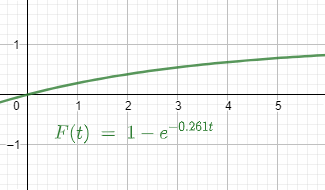 1
0 1 2 3 4 5
F(t) = 1 − e^{−0.261t}
−1